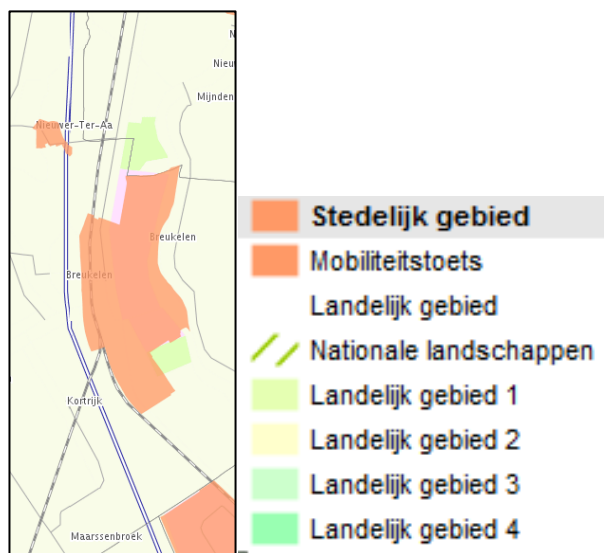 N
Nieuw
Mijnden
Nieuwer-Ter-Aa
Breukelen
Breukelen
Kortrijk
Maarssenbroek
Stedelijk gebied
Mobiliteitstoets
Landelijk gebied
Nationale landschappen
Landelijk gebied 1
Landelijk gebied 2
Landelijk gebied 3
Landelijk gebied 4